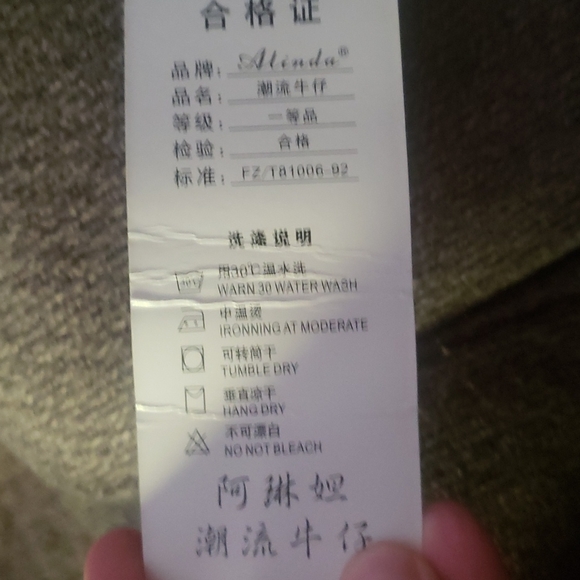 合格证
品牌: Alinda®
品名: 潮流牛仔
等级: 一等品
检验: 合格
标准: FZ/T81006-92
洗涤说明
用30℃温水洗
WARN 30 WATER WASH
中温烫
IRONNING AT MODERATE
可转筒干
TUMBLE DRY
垂直凉干
HANG DRY
不可漂白
NO NOT BLEACH
阿琳妲
潮流牛仔